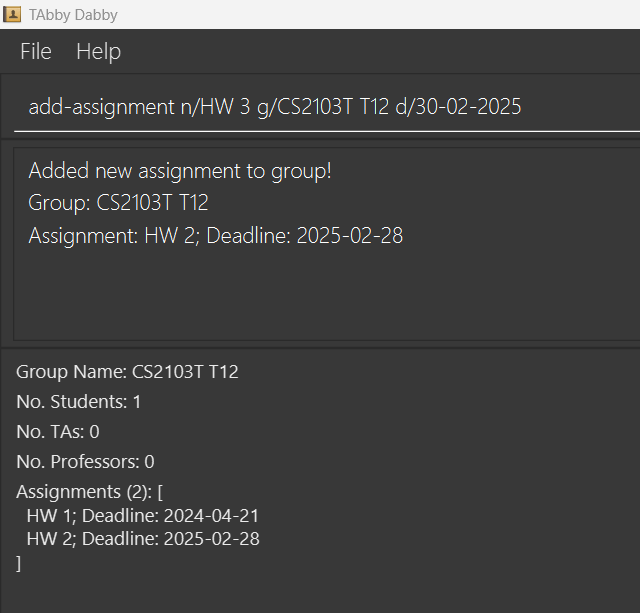 TAbby Dabby
File Help
add-assignment n/HW 3 g/CS2103T T12 d/30-02-2025
Added new assignment to group!
Group: CS2103T T12
Assignment: HW 2; Deadline: 2025-02-28
Group Name: CS2103T T12
No. Students: 1
No. TAs: 0
No. Professors: 0
Assignments (2): [
HW 1; Deadline: 2024-04-21
HW 2; Deadline: 2025-02-28
]